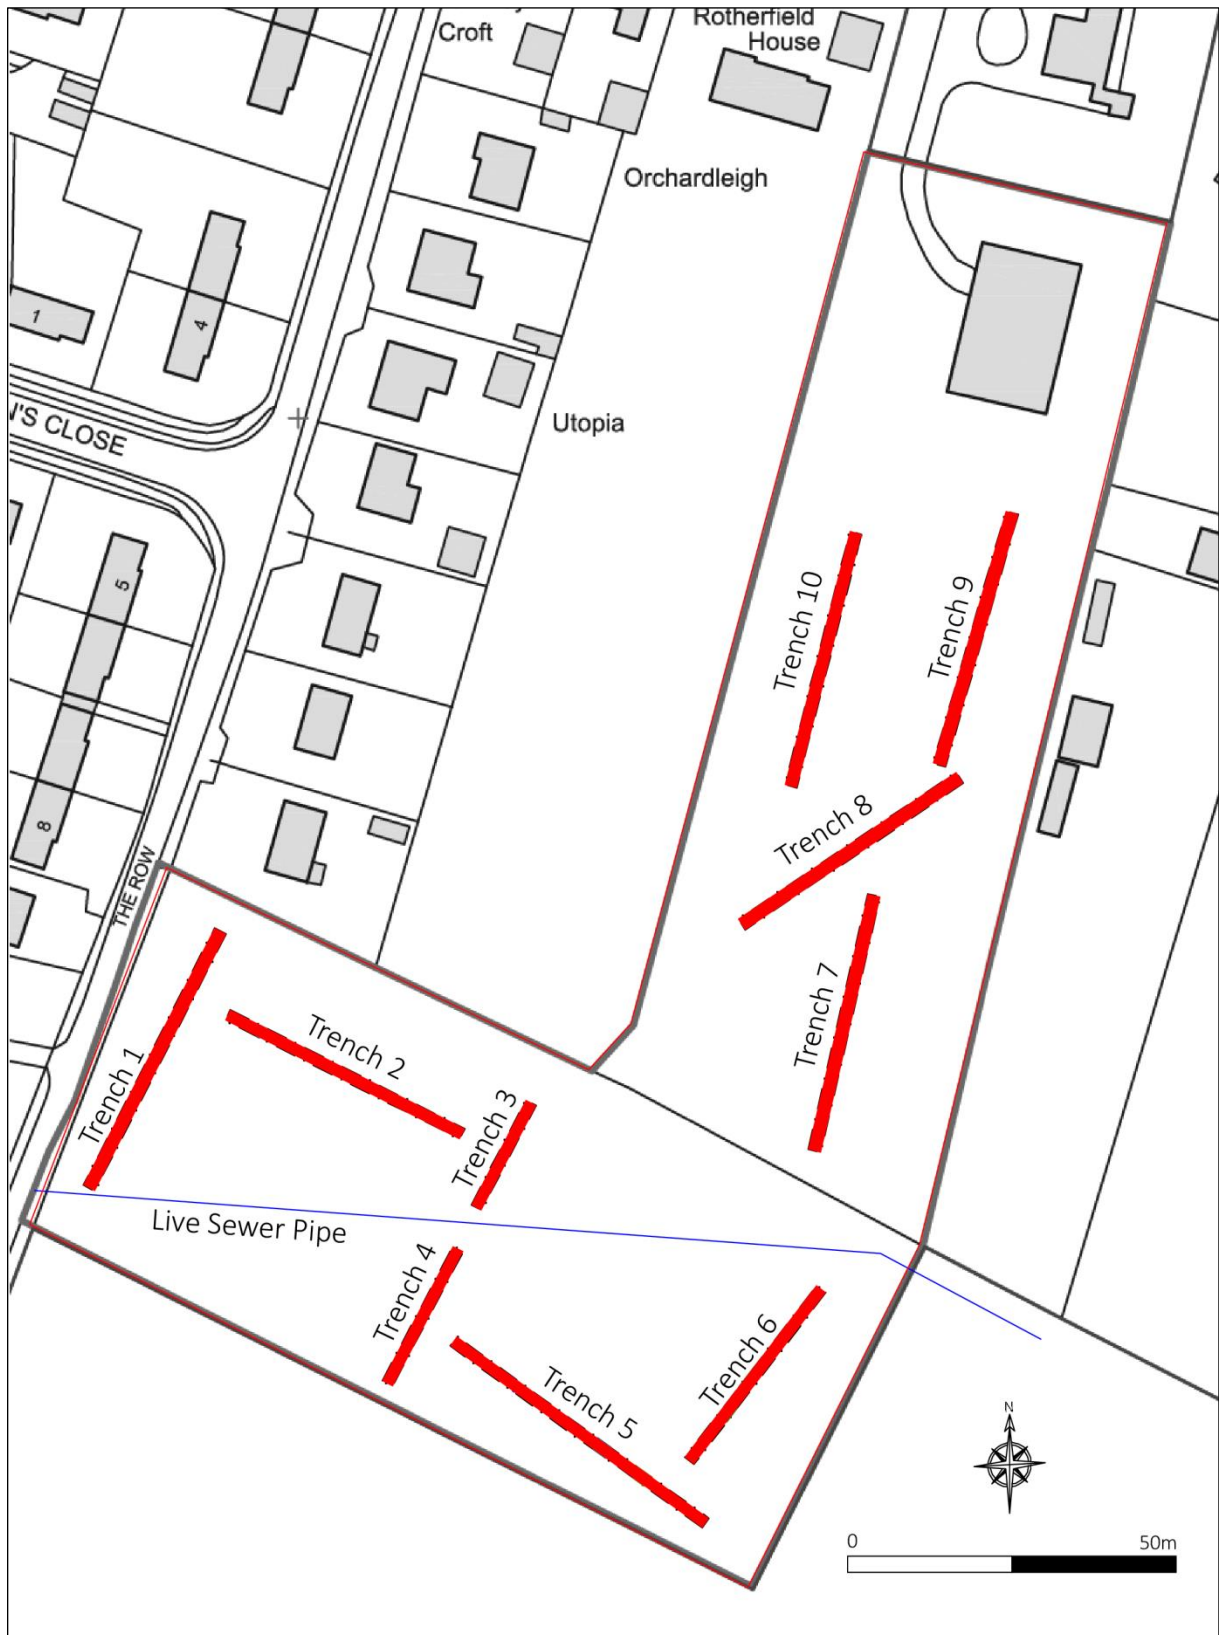 Croft
Rotherfield
House
Orchardleigh
1
4
N'S CLOSE
Utopia
5
8
THE ROW
Trench 10
Trench 9
Trench 8
Trench 7
Trench 1
Trench 2
Trench 3
Live Sewer Pipe
Trench 4
Trench 5
Trench 6
N
0 50m